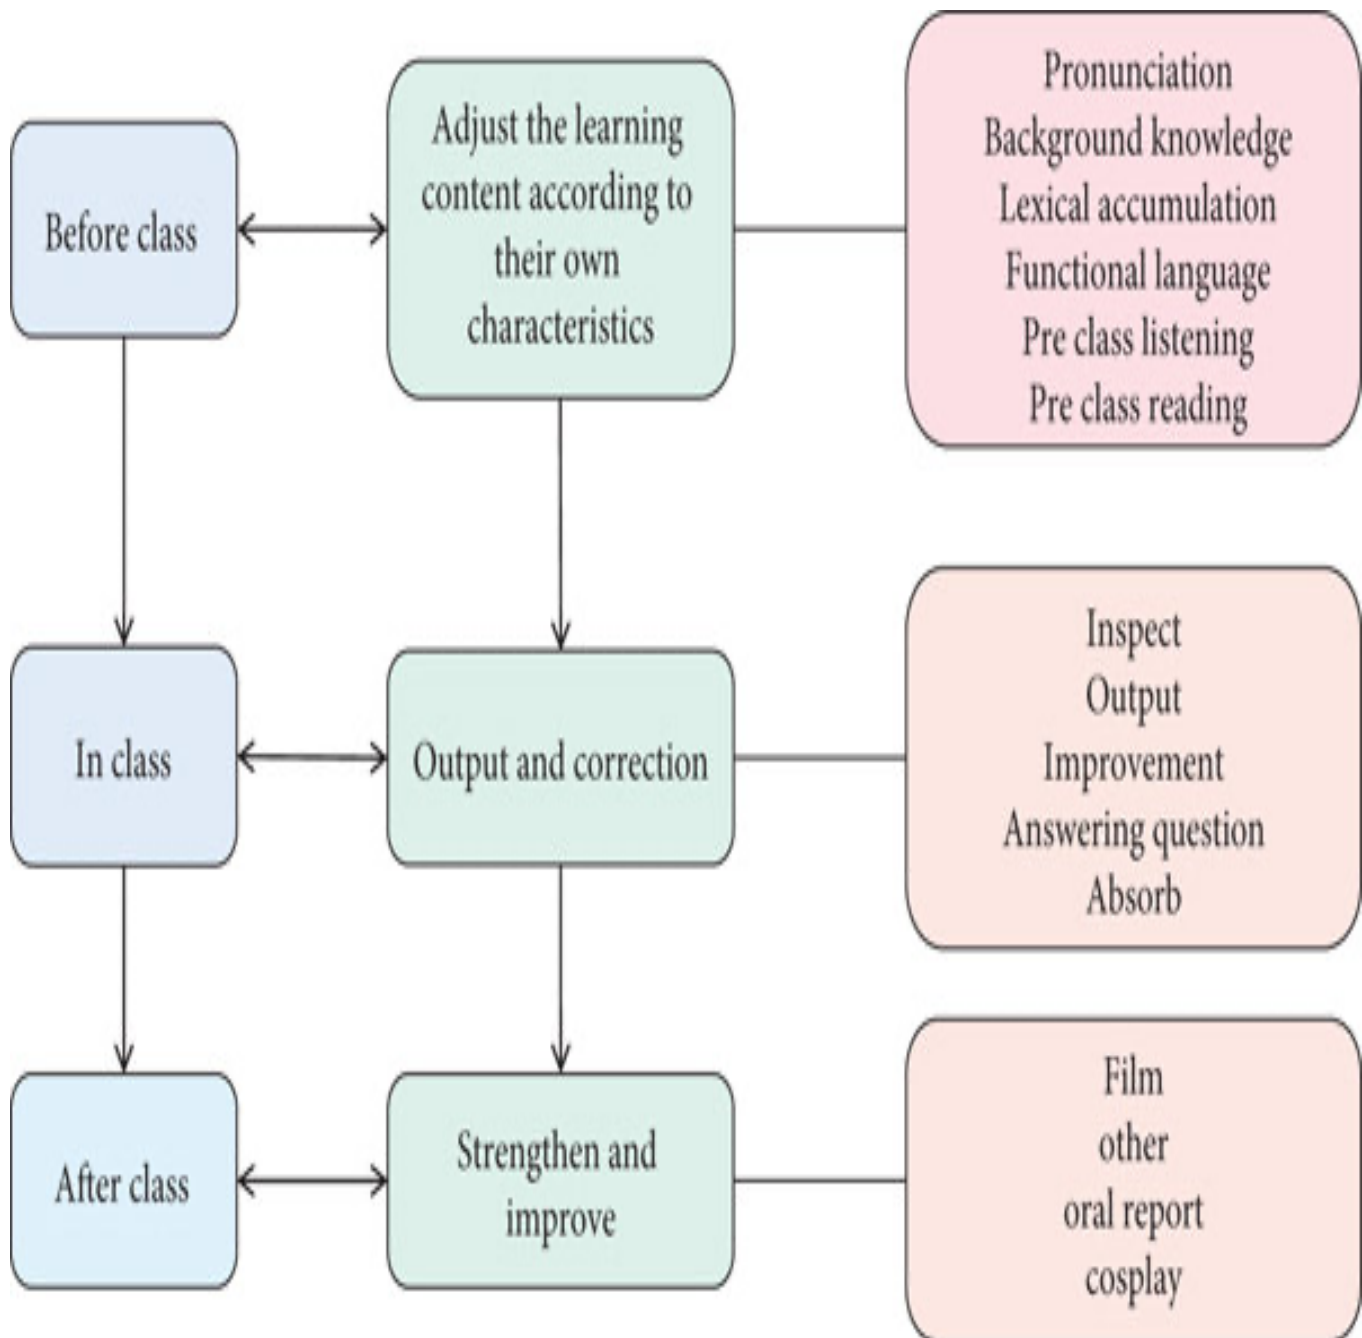 Before class
Adjust the learning
content according to
their own
characteristics
Pronunciation
Background knowledge
Lexical accumulation
Functional language
Pre class listening
Pre class reading
In class
Output and correction
Inspect
Output
Improvement
Answering question
Absorb
After class
Strengthen and
improve
Film
other
oral report
cosplay